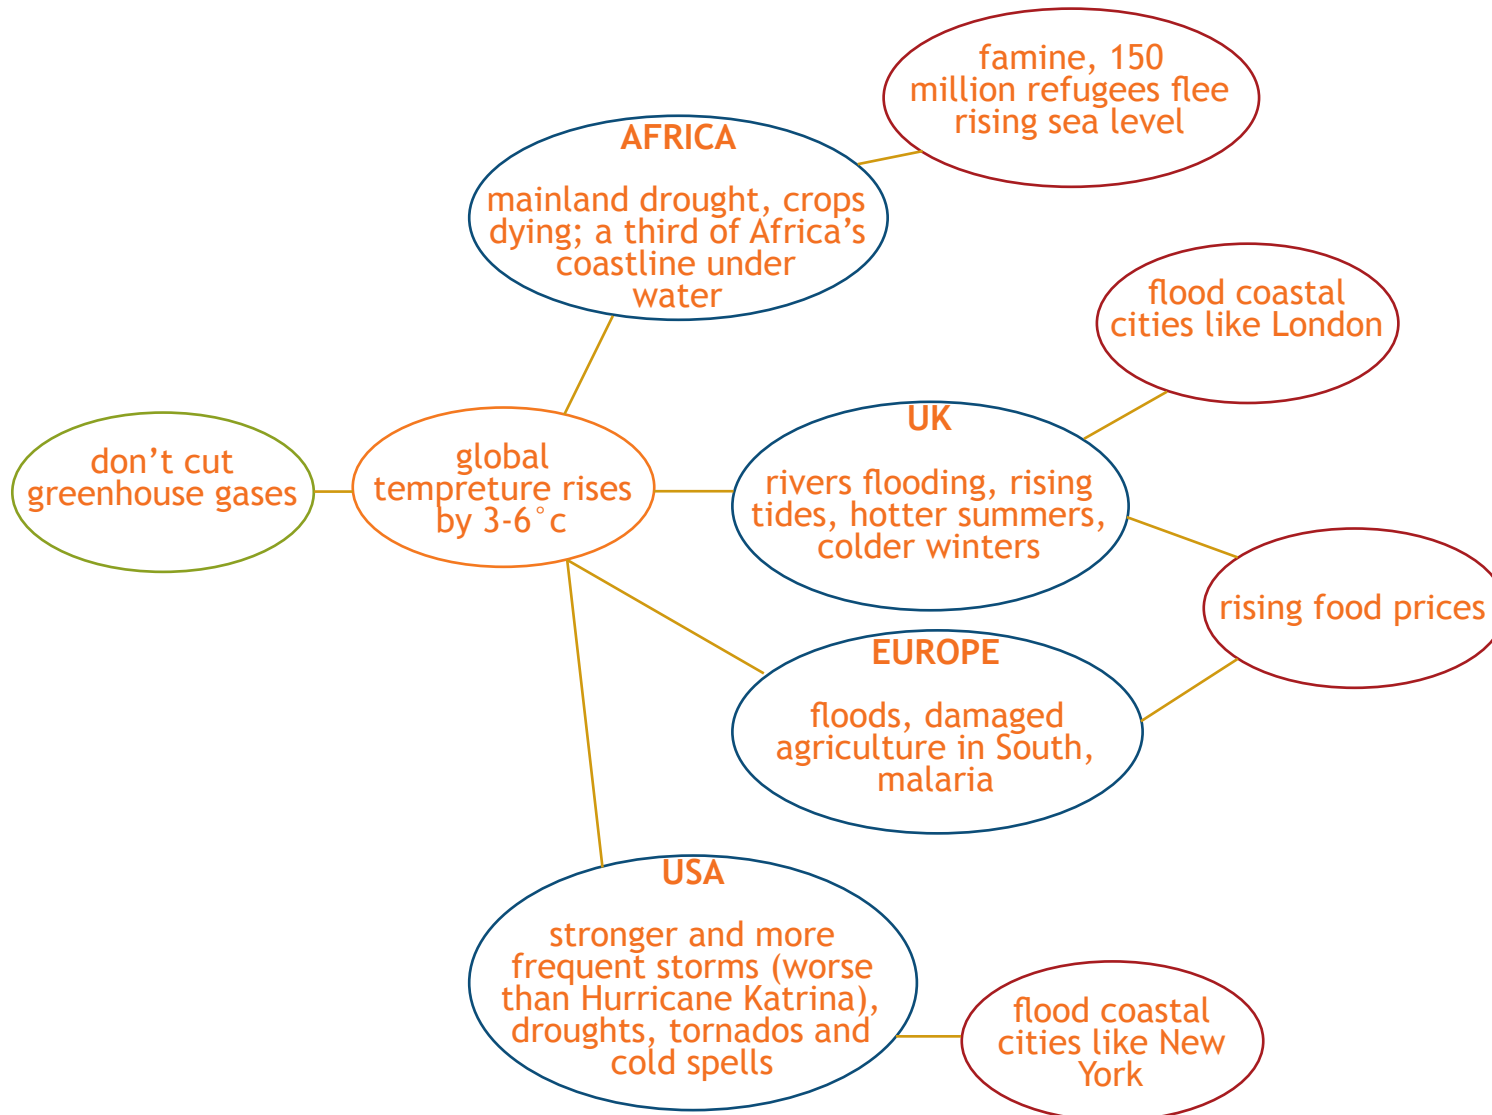 famine, 150
million refugees flee
rising sea level
AFRICA
mainland drought, crops
dying; a third of Africa’s
coastline under
water
flood coastal
cities like London
don’t cut
greenhouse gases
global
tempreture rises
by 3-6°c
UK
rivers flooding, rising
tides, hotter summers,
colder winters
rising food prices
EUROPE
floods, damaged
agriculture in South,
malaria
USA
stronger and more
frequent storms (worse
than Hurricane Katrina),
droughts, tornados and
cold spells
flood coastal
cities like New
York